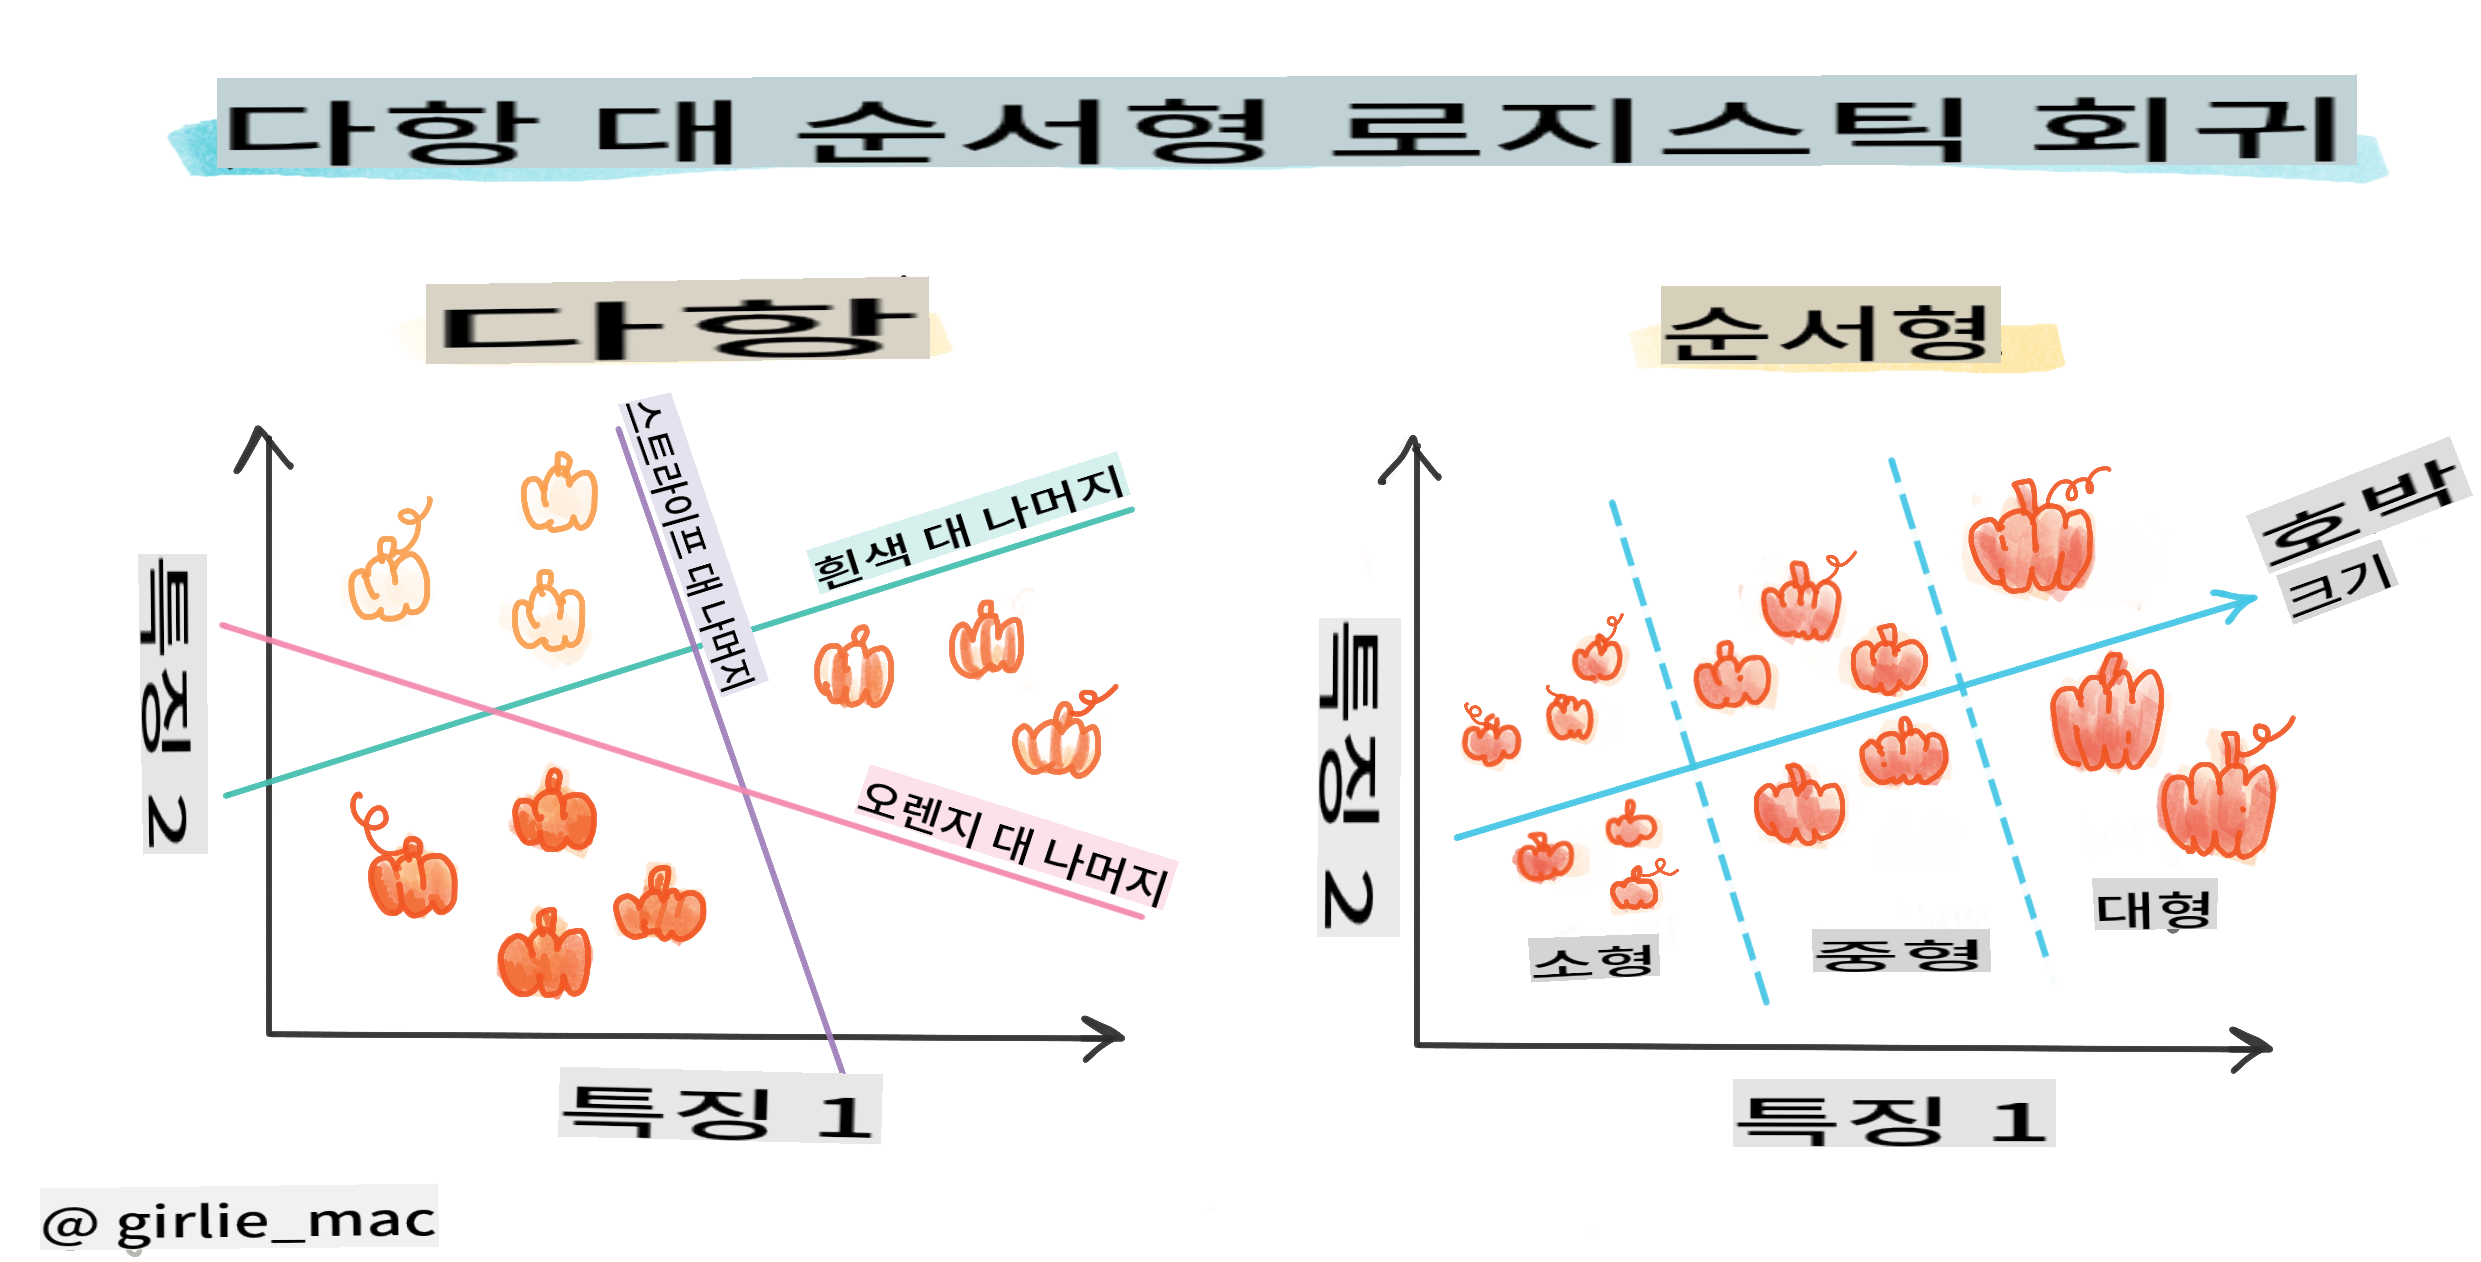 다항 대 순서형 로지스틱 회귀
다항
스트라이프 대 나머지
흰색 대 나머지
오렌지 대 나머지
특징 2
특징 1
순서형
호박
크기
특징 2
소형
중형
대형
특징 1
@ girlie_mac